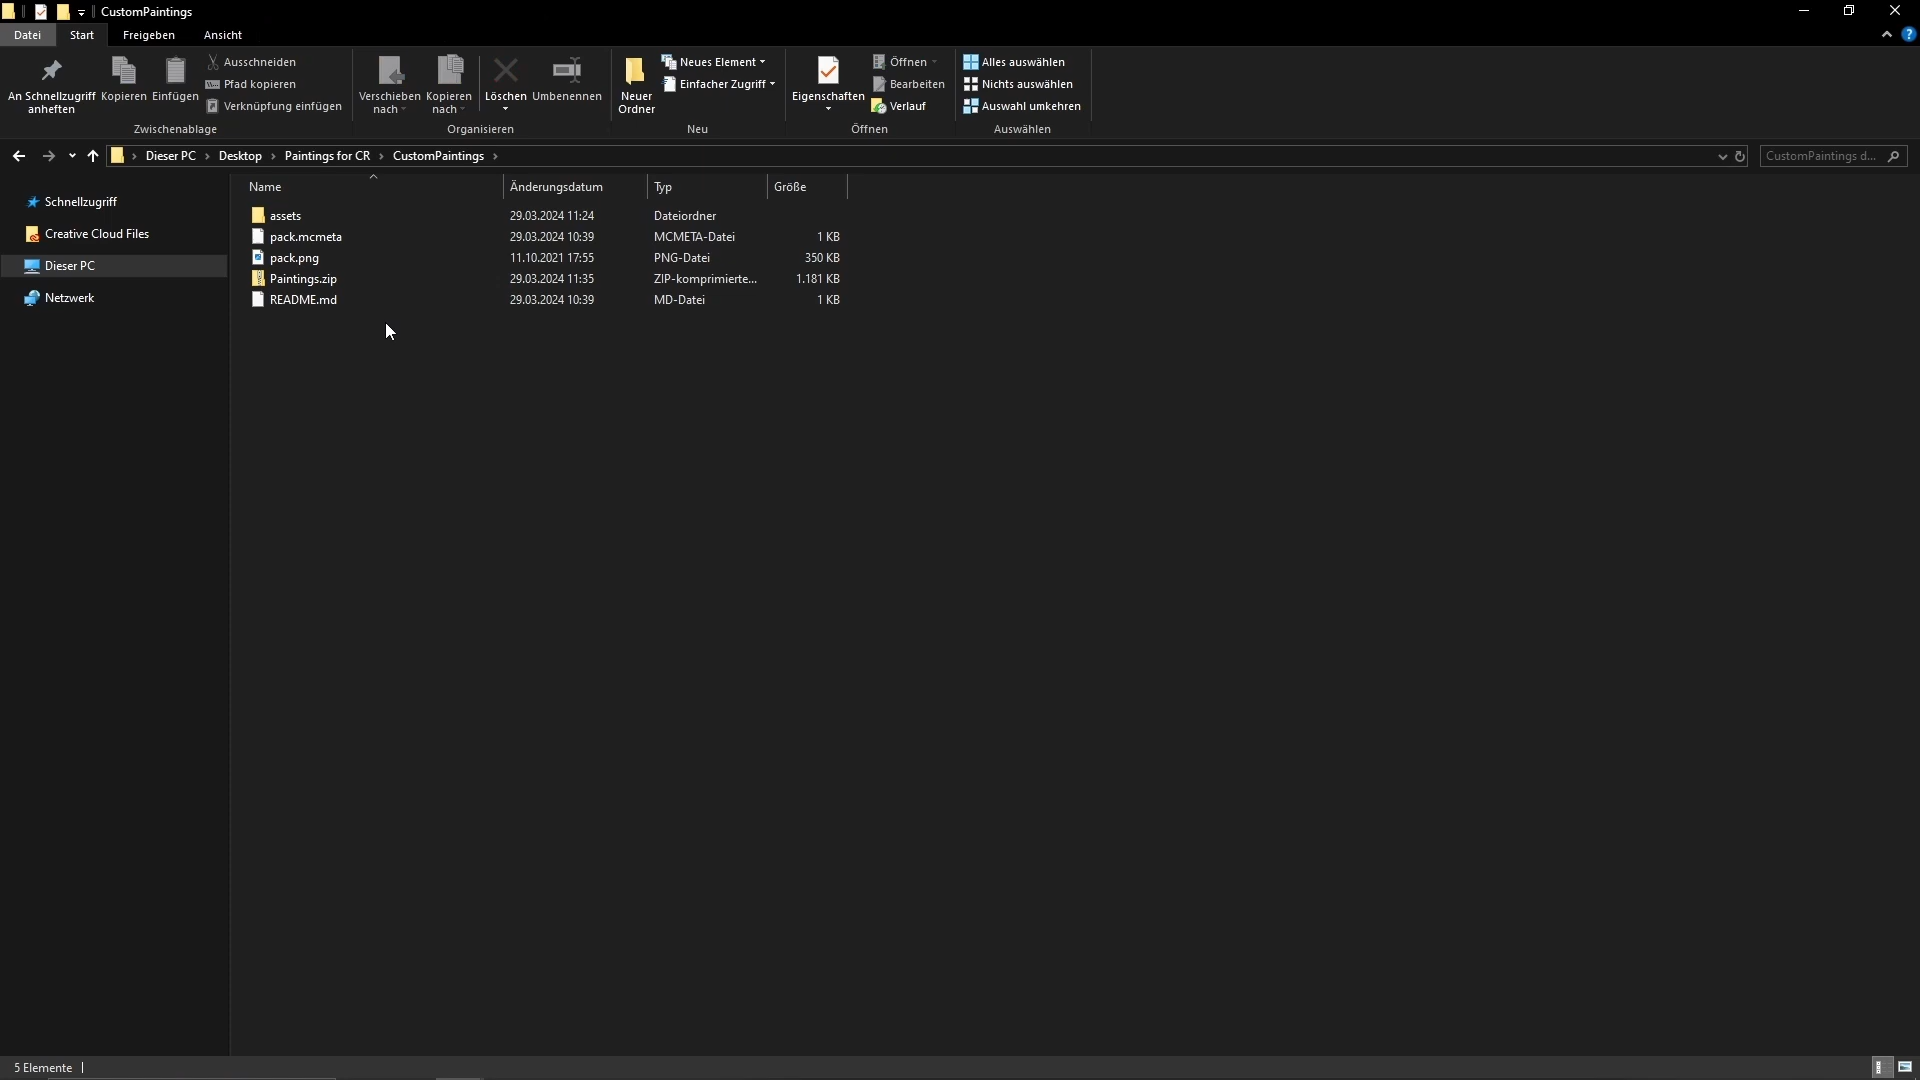 CustomPaintings
Datei Start Freigeben Ansicht
An Schnellzugriff
anheften
Kopieren
Einfügen
Ausschneiden
Pfad kopieren
Verknüpfung einfügen
Zwischenablage
Verschieben
nach
Kopieren
nach
Löschen
Umbenennen
Organisieren
Neuer
Ordner
Neues Element
Einfacher Zugriff
Neu
Eigenschaften
Öffnen
Bearbeiten
Verlauf
Öffnen
Alles auswählen
Nichts auswählen
Auswahl umkehren
Auswählen
Dieser PC › Desktop › Paintings for CR › CustomPaintings ›
CustomPaintings d...
Schnellzugriff
Creative Cloud Files
Dieser PC
Netzwerk
Name Änderungsdatum Typ Größe
assets 29.03.2024 11:24 Dateiordner
pack.mcmeta 29.03.2024 10:39 MCMETA-Datei 1 KB
pack.png 11.10.2021 17:55 PNG-Datei 350 KB
Paintings.zip 29.03.2024 11:35 ZIP-komprimierte... 1.181 KB
README.md 29.03.2024 10:39 MD-Datei 1 KB
5 Elemente